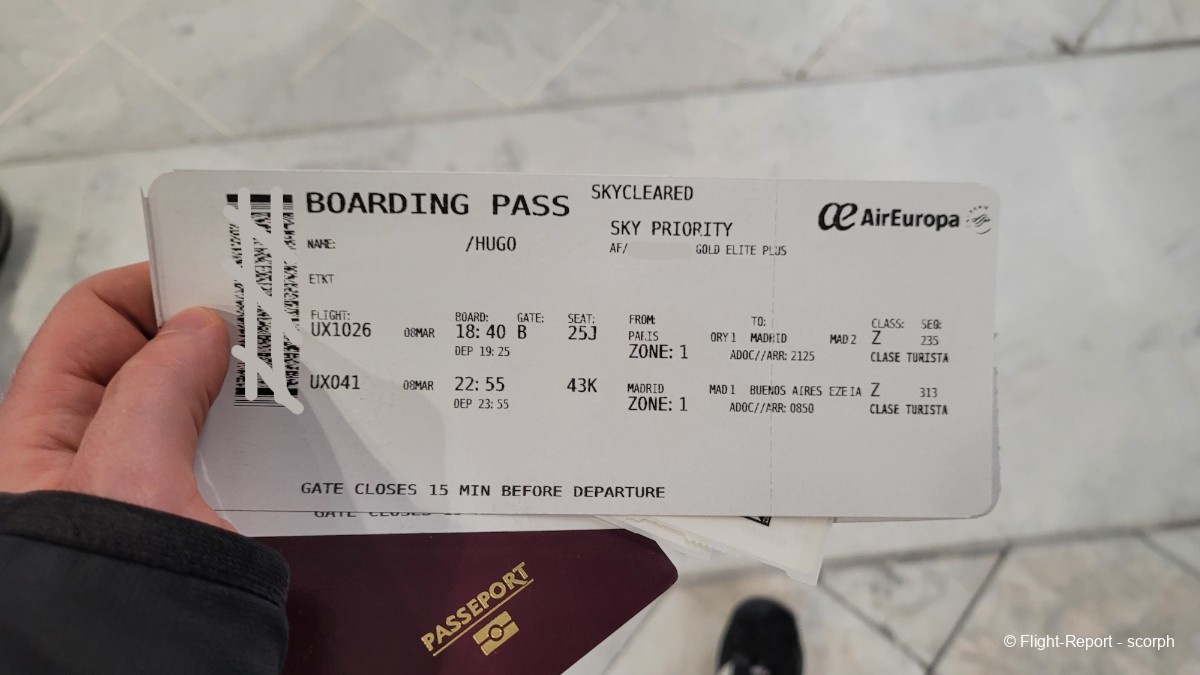 BOARDING PASS SKYCLEARED
AirEuropa
SKY PRIORITY
NAME: /HUGO
AF/ GOLD ELITE PLUS
ETKT
FLIGHT: BOARD: GATE: SEAT: FROM: TO: CLASS: SEQ:
UX1026 08MAR 18:40 B 25J PARIS ORY 1 MADRID MAD 2 Z 235
DEP 19:25 ZONE: 1 ADOC//ARR: 2125 CLASE TURISTA
UX041 08MAR 22:55 43K MADRID MAD 1 BUENOS AIRES EZEIA Z 313
DEP 23:55 ZONE: 1 ADOC//ARR: 0850 CLASE TURISTA
GATE CLOSES 15 MIN BEFORE DEPARTURE
GATE CLOSES
PASSEPORT
© Flight-Report - scorph